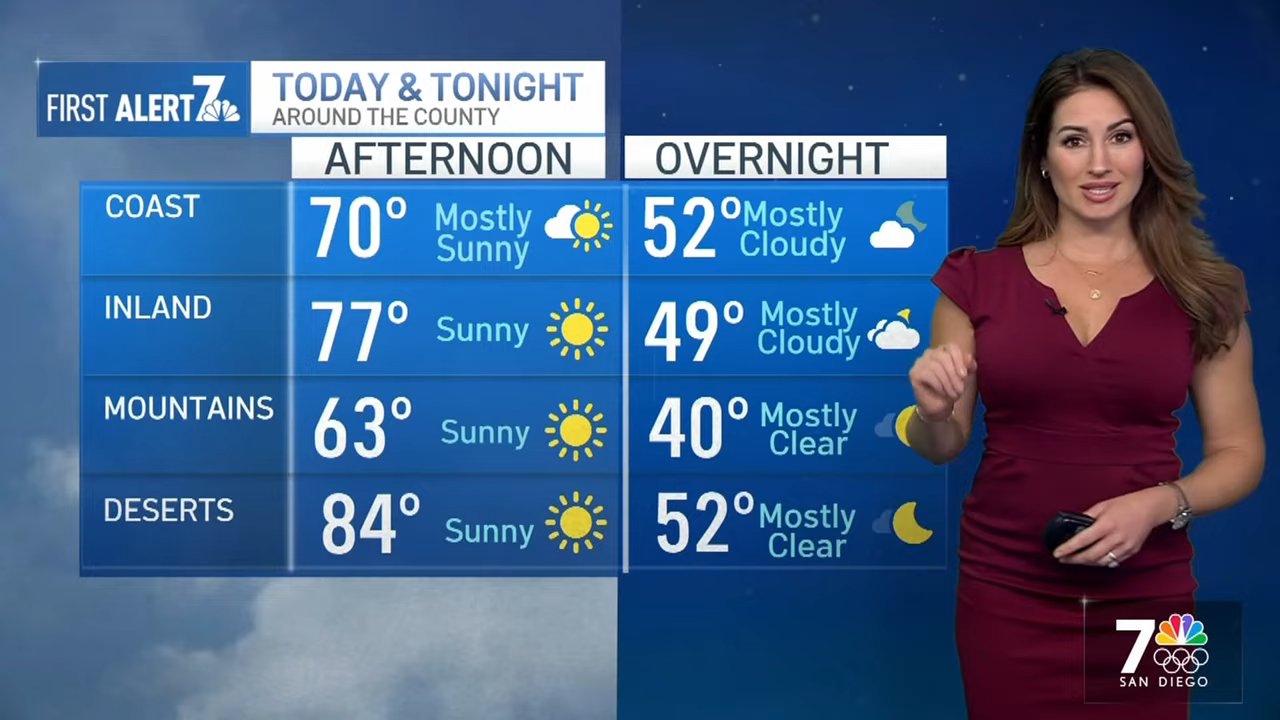 FIRST ALERT 7
TODAY & TONIGHT
AROUND THE COUNTY
AFTERNOON
OVERNIGHT
COAST
70°
Mostly
Sunny
52°
Mostly
Cloudy
INLAND
77°
Sunny
49°
Mostly
Cloudy
MOUNTAINS
63°
Sunny
40°
Mostly
Clear
DESERTS
84°
Sunny
52°
Mostly
Clear
7
SAN DIEGO